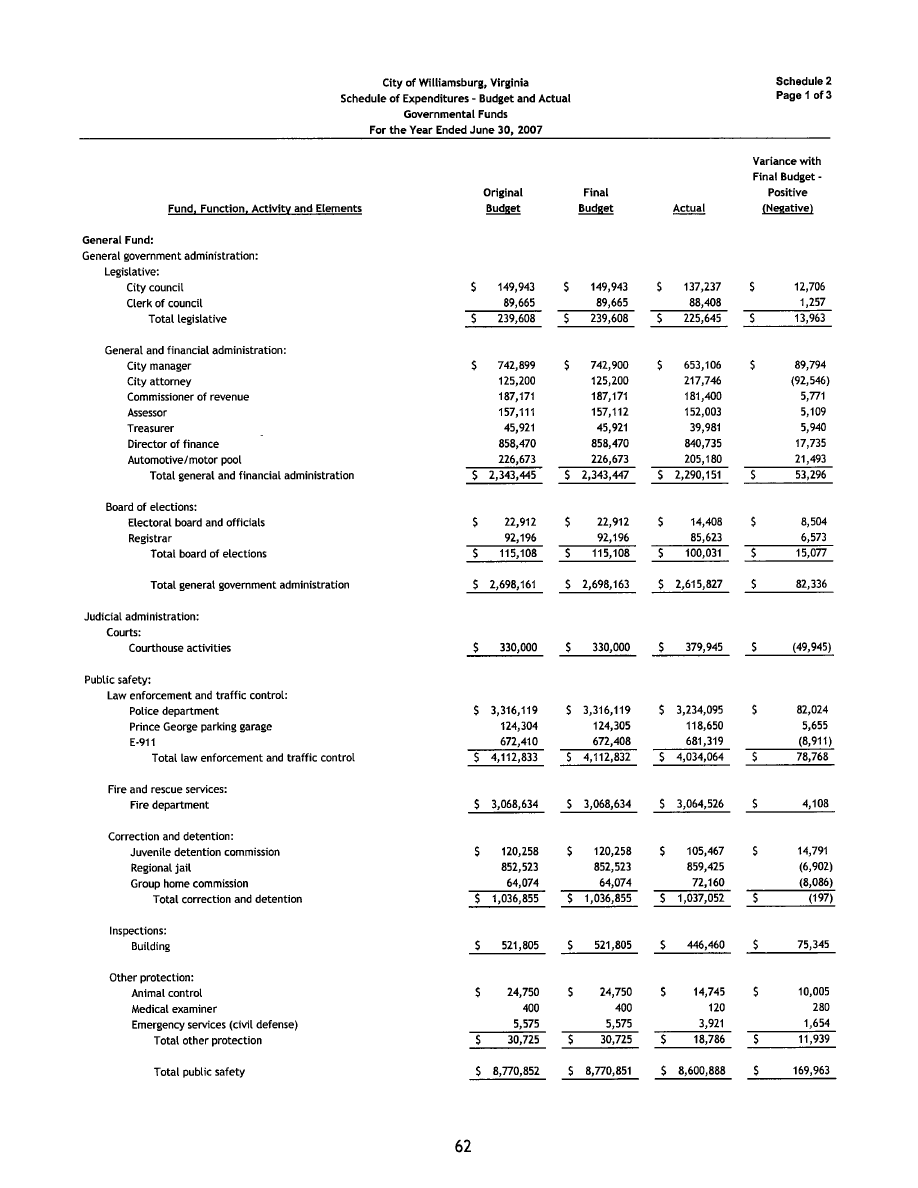 City of Williamsburg, Virginia
Schedule 2
Schedule of Expenditures - Budget and Actual
Page 1 of 3
Governmental Funds
For the Year Ended June 30, 2007
Variance with
Final Budget -
Original Final Positive
Fund, Function, Activity and Elements Budget Budget Actual (Negative)
General Fund:
General government administration:
Legislative:
City council $ 149,943 $ 149,943 $ 137,237 $ 12,706
Clerk of council 89,665 89,665 88,408 1,257
Total legislative $ 239,608 $ 239,608 $ 225,645 $ 13,963
General and financial administration:
City manager $ 742,899 $ 742,900 $ 653,106 $ 89,794
City attorney 125,200 125,200 217,746 (92,546)
Commissioner of revenue 187,171 187,171 181,400 5,771
Assessor 157,111 157,112 152,003 5,109
Treasurer 45,921 45,921 39,981 5,940
Director of finance 858,470 858,470 840,735 17,735
Automotive/motor pool 226,673 226,673 205,180 21,493
Total general and financial administration $ 2,343,445 $ 2,343,447 $ 2,290,151 $ 53,296
Board of elections:
Electoral board and officials $ 22,912 $ 22,912 $ 14,408 $ 8,504
Registrar 92,196 92,196 85,623 6,573
Total board of elections $ 115,108 $ 115,108 $ 100,031 $ 15,077
Total general government administration $ 2,698,161 $ 2,698,163 $ 2,615,827 $ 82,336
Judicial administration:
Courts:
Courthouse activities $ 330,000 $ 330,000 $ 379,945 $ (49,945)
Public safety:
Law enforcement and traffic control:
Police department $ 3,316,119 $ 3,316,119 $ 3,234,095 $ 82,024
Prince George parking garage 124,304 124,305 118,650 5,655
E-911 672,410 672,408 681,319 (8,911)
Total law enforcement and traffic control $ 4,112,833 $ 4,112,832 $ 4,034,064 $ 78,768
Fire and rescue services:
Fire department $ 3,068,634 $ 3,068,634 $ 3,064,526 $ 4,108
Correction and detention:
Juvenile detention commission $ 120,258 $ 120,258 $ 105,467 $ 14,791
Regional jail 852,523 852,523 859,425 (6,902)
Group home commission 64,074 64,074 72,160 (8,086)
Total correction and detention $ 1,036,855 $ 1,036,855 $ 1,037,052 $ (197)
Inspections:
Building $ 521,805 $ 521,805 $ 446,460 $ 75,345
Other protection:
Animal control $ 24,750 $ 24,750 $ 14,745 $ 10,005
Medical examiner 400 400 120 280
Emergency services (civil defense) 5,575 5,575 3,921 1,654
Total other protection $ 30,725 $ 30,725 $ 18,786 $ 11,939
Total public safety $ 8,770,852 $ 8,770,851 $ 8,600,888 $ 169,963
62